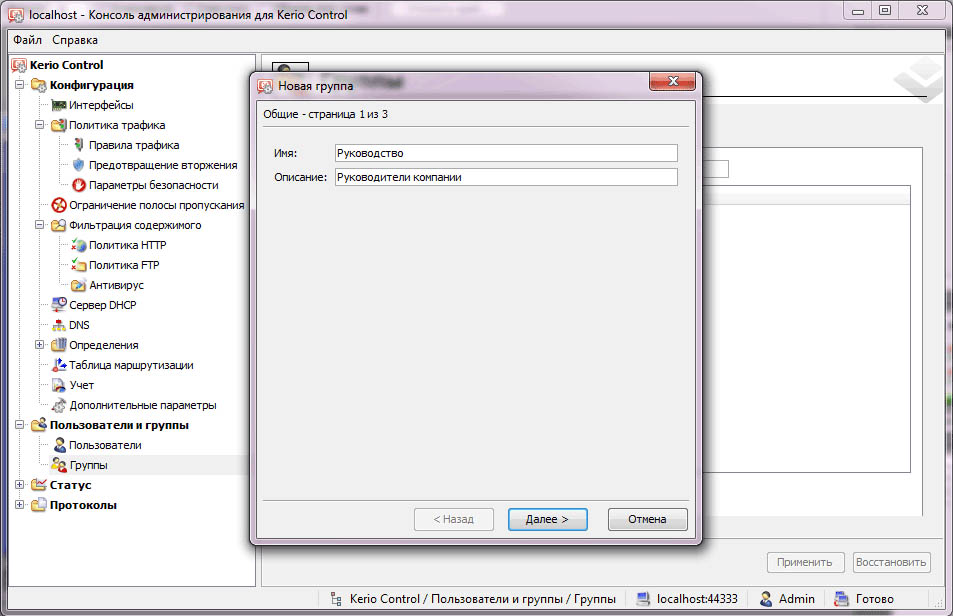 localhost - Консоль администрирования для Kerio Control
Файл Справка
Kerio Control
Конфигурация
Интерфейсы
Политика трафика
Правила трафика
Предотвращение вторжения
Параметры безопасности
Ограничение полосы пропускания
Фильтрация содержимого
Политика HTTP
Политика FTP
Антивирус
Сервер DHCP
DNS
Определения
Таблица маршрутизации
Учет
Дополнительные параметры
Пользователи и группы
Пользователи
Группы
Статус
Протоколы
Группы
Новая группа
Общие - страница 1 из 3
Имя: Руководство
Описание: Руководители компании
< Назад Далее > Отмена
Применить Восстановить
Kerio Control / Пользователи и группы / Группы localhost:44333 Admin Готово